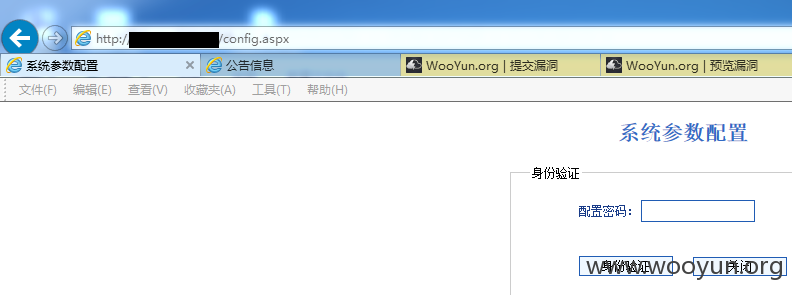 http://
/config.aspx
系统参数配置 × 公告信息 WooYun.org | 提交漏洞 WooYun.org | 预览漏洞
文件(F) 编辑(E) 查看(V) 收藏夹(A) 工具(T) 帮助(H)
系统参数配置
身份验证
配置密码：
身份验证 关闭
www.wooyun.org